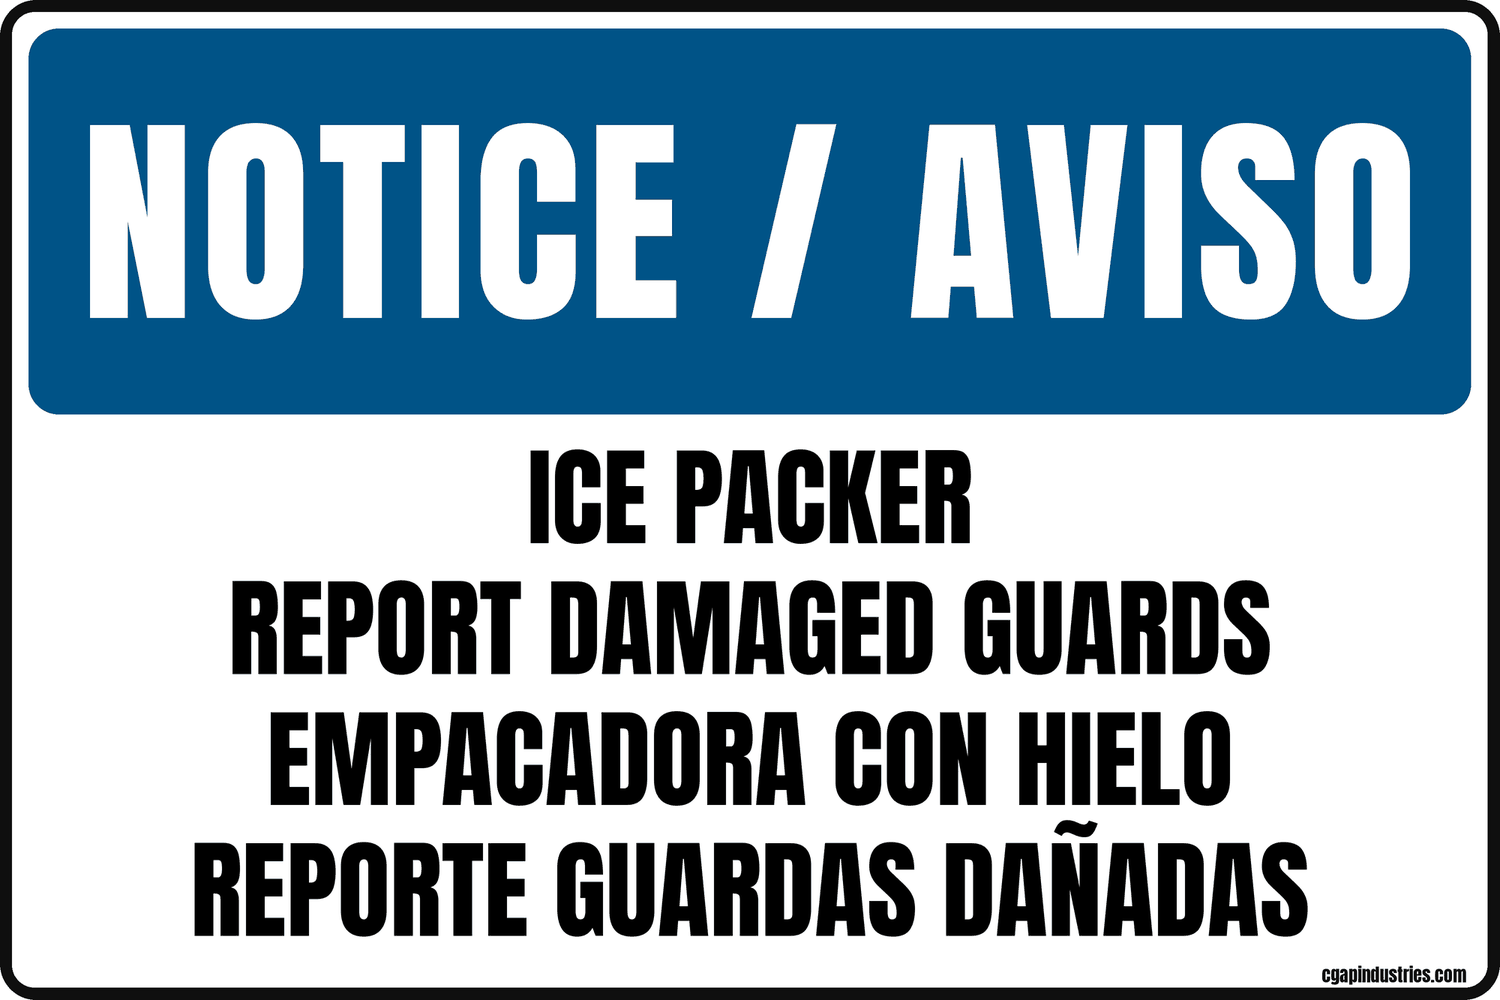 NOTICE / AVISO
ICE PACKER
REPORT DAMAGED GUARDS
EMPACADORA CON HIELO
REPORTE GUARDAS DAÑADAS
cgapindustries.com